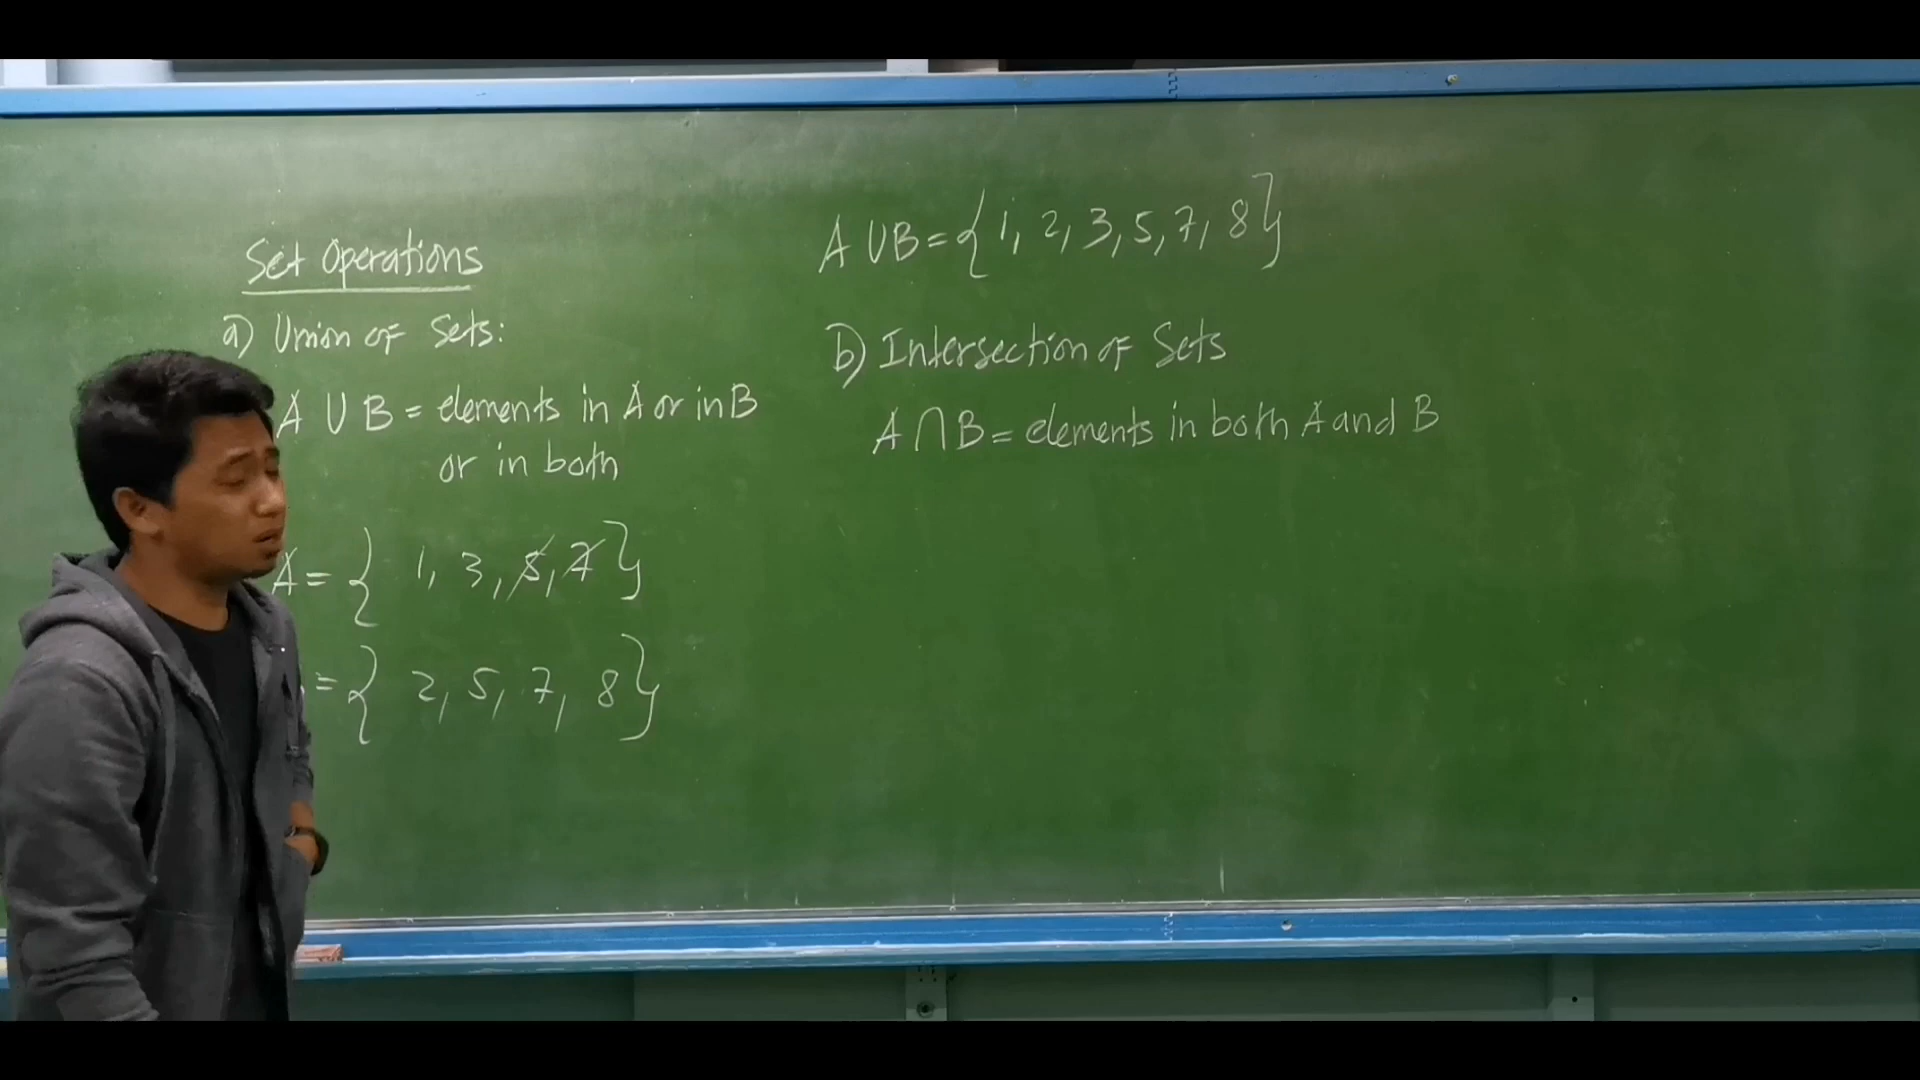 Set Operations
a) Union of Sets:
A ∪ B = elements in A or in B
or in both
A = { 1, 3, 5, 7 }
= { 2, 5, 7, 8 }
A ∪ B = { 1, 2, 3, 5, 7, 8 }
b) Intersection of Sets
A ∩ B = elements in both A and B